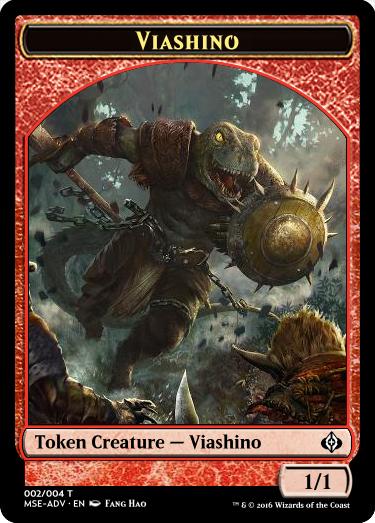 Viashino
Token Creature — Viashino
1/1
002/004 T
MSE-ADV · EN Fang Hao
™ & © 2016 Wizards of the Coast